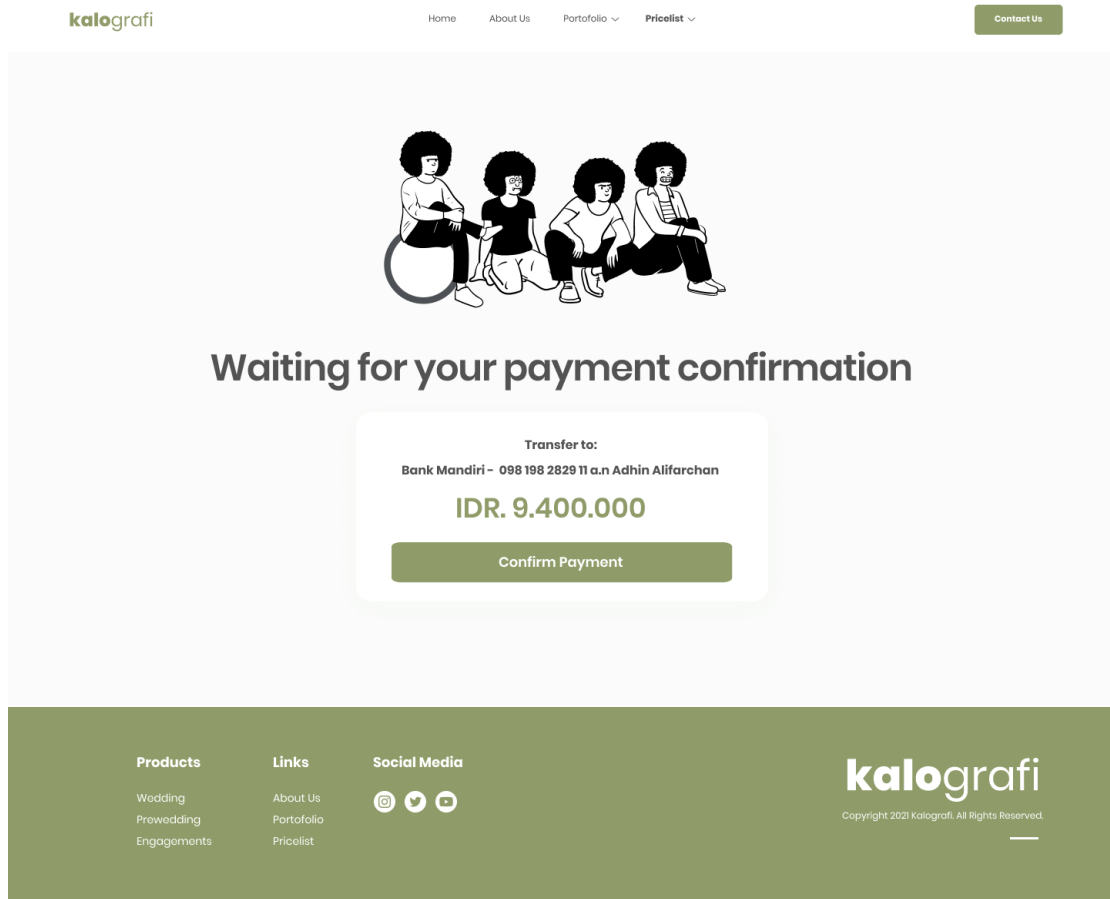 kalografi
Home About Us Portofolio Pricelist Contact Us
Waiting for your payment confirmation
Transfer to:
Bank Mandiri - 098 198 2829 11 a.n Adhin Alifarchan
IDR. 9.400.000
Confirm Payment
Products
Wedding
Prewedding
Engagements
Links
About Us
Portofolio
Pricelist
Social Media
kalografi
Copyright 2021 Kalografi. All Rights Reserved.